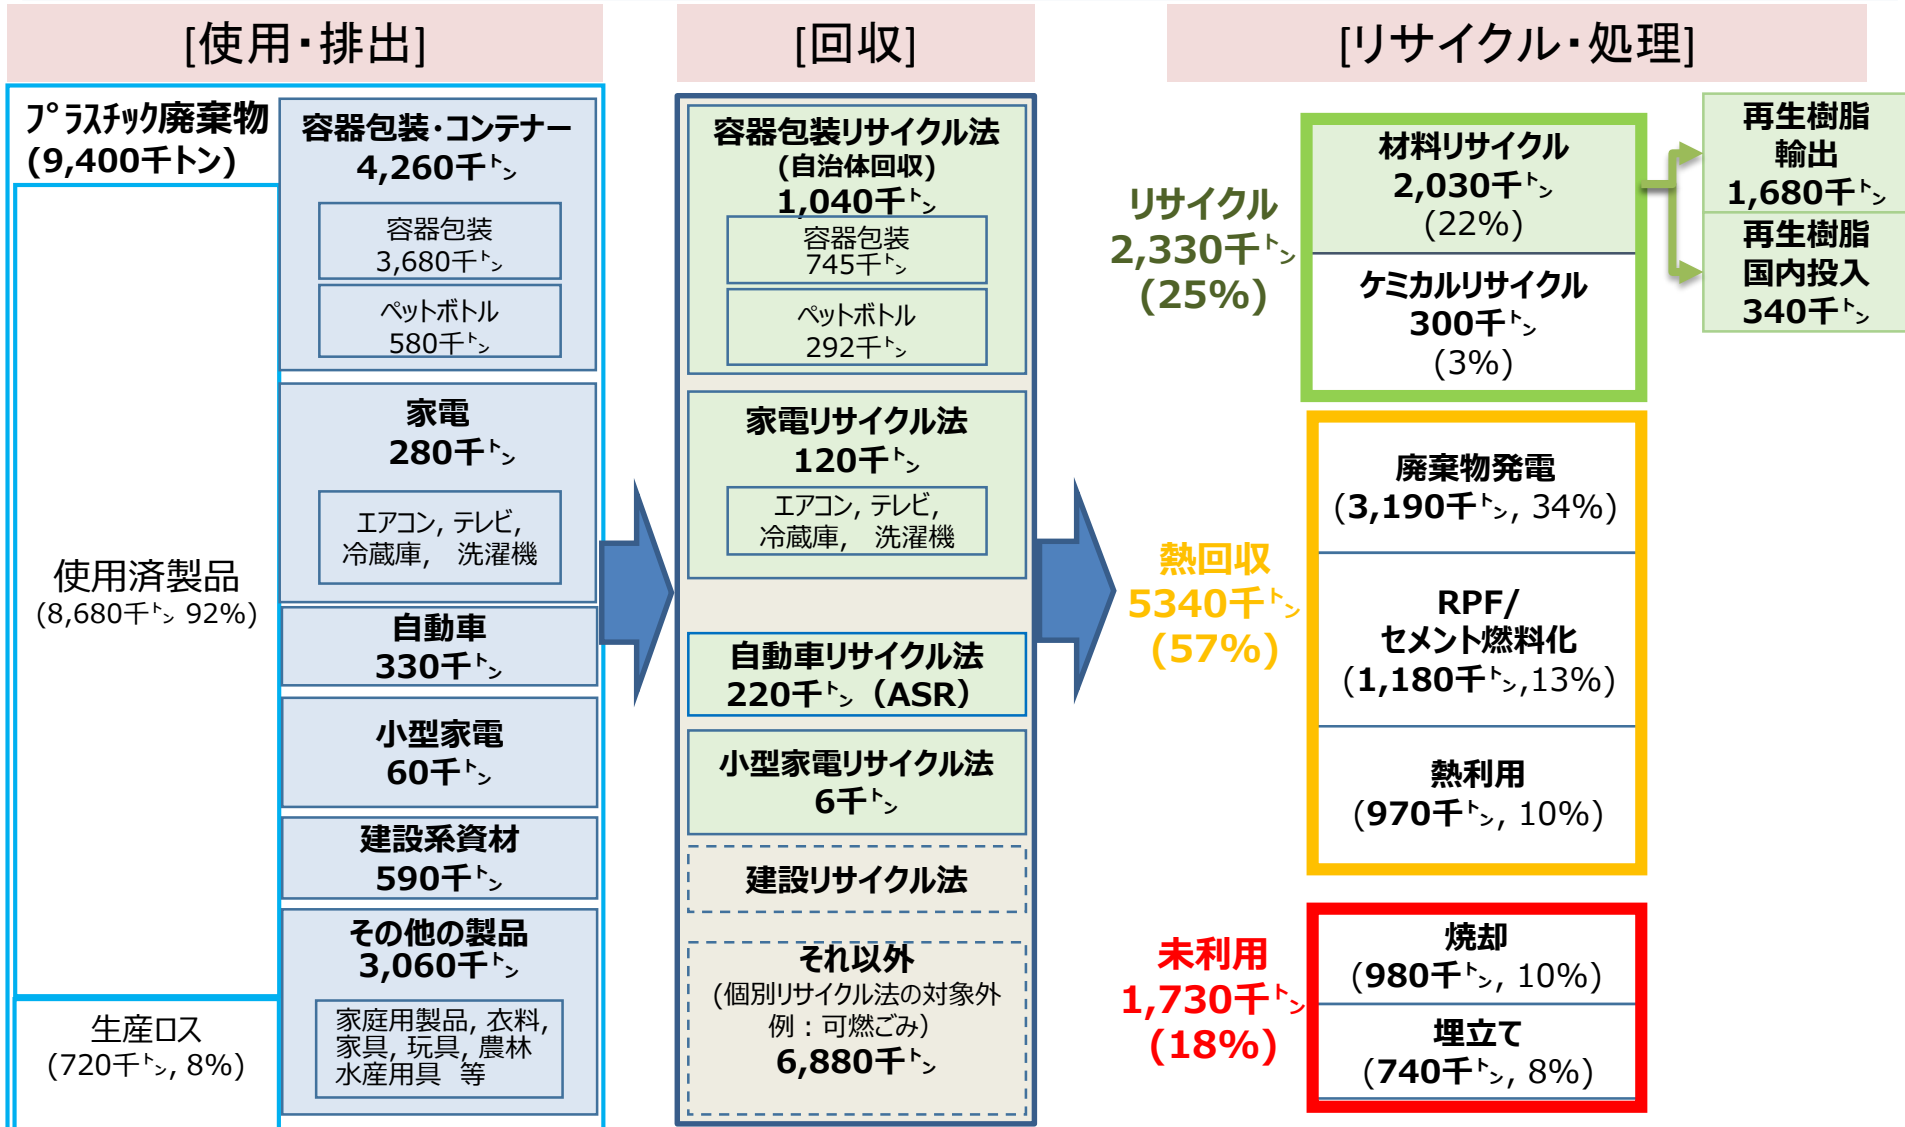 [使用・排出]
プラスチック廃棄物
(9,400千トン)
使用済製品
(8,680千トン 92%)
生産ロス
(720千トン, 8%)
容器包装・コンテナー
4,260千トン
容器包装
3,680千トン
ペットボトル
580千トン
家電
280千トン
エアコン, テレビ,
冷蔵庫, 洗濯機
自動車
330千トン
小型家電
60千トン
建設系資材
590千トン
その他の製品
3,060千トン
家庭用製品, 衣料,
家具, 玩具, 農林
水産用具 等
[回収]
容器包装リサイクル法
(自治体回収)
1,040千トン
容器包装
745千トン
ペットボトル
292千トン
家電リサイクル法
120千トン
エアコン, テレビ,
冷蔵庫, 洗濯機
自動車リサイクル法
220千トン（ASR）
小型家電リサイクル法
6千トン
建設リサイクル法
それ以外
(個別リサイクル法の対象外
例：可燃ごみ)
6,880千トン
[リサイクル・処理]
リサイクル
2,330千トン
(25%)
材料リサイクル
2,030千トン
(22%)
ケミカルリサイクル
300千トン
(3%)
再生樹脂
輸出
1,680千トン
再生樹脂
国内投入
340千トン
熱回収
5340千トン
(57%)
廃棄物発電
(3,190千トン, 34%)
RPF/
セメント燃料化
(1,180千トン,13%)
熱利用
(970千トン, 10%)
未利用
1,730千トン
(18%)
焼却
(980千トン, 10%)
埋立て
(740千トン, 8%)